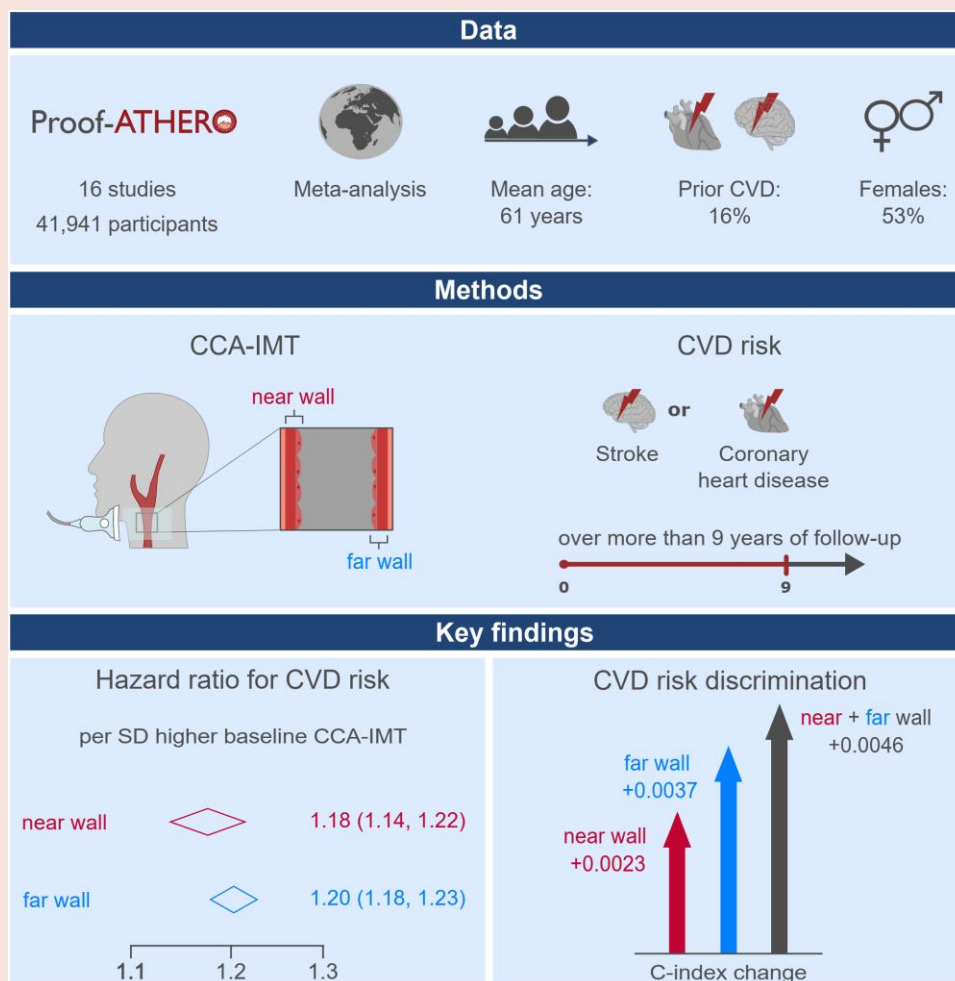 Data
Proof-ATHERO
16 studies
41,941 participants
Meta-analysis
Mean age:
61 years
Prior CVD:
16%
Females:
53%
Methods
CCA-IMT
near wall
far wall
CVD risk
or
Stroke
Coronary
heart disease
over more than 9 years of follow-up
0
9
Key findings
Hazard ratio for CVD risk
per SD higher baseline CCA-IMT
near wall
1.18 (1.14, 1.22)
far wall
1.20 (1.18, 1.23)
1.1
1.2
1.3
CVD risk discrimination
near + far wall
+0.0046
far wall
+0.0037
near wall
+0.0023
C-index change